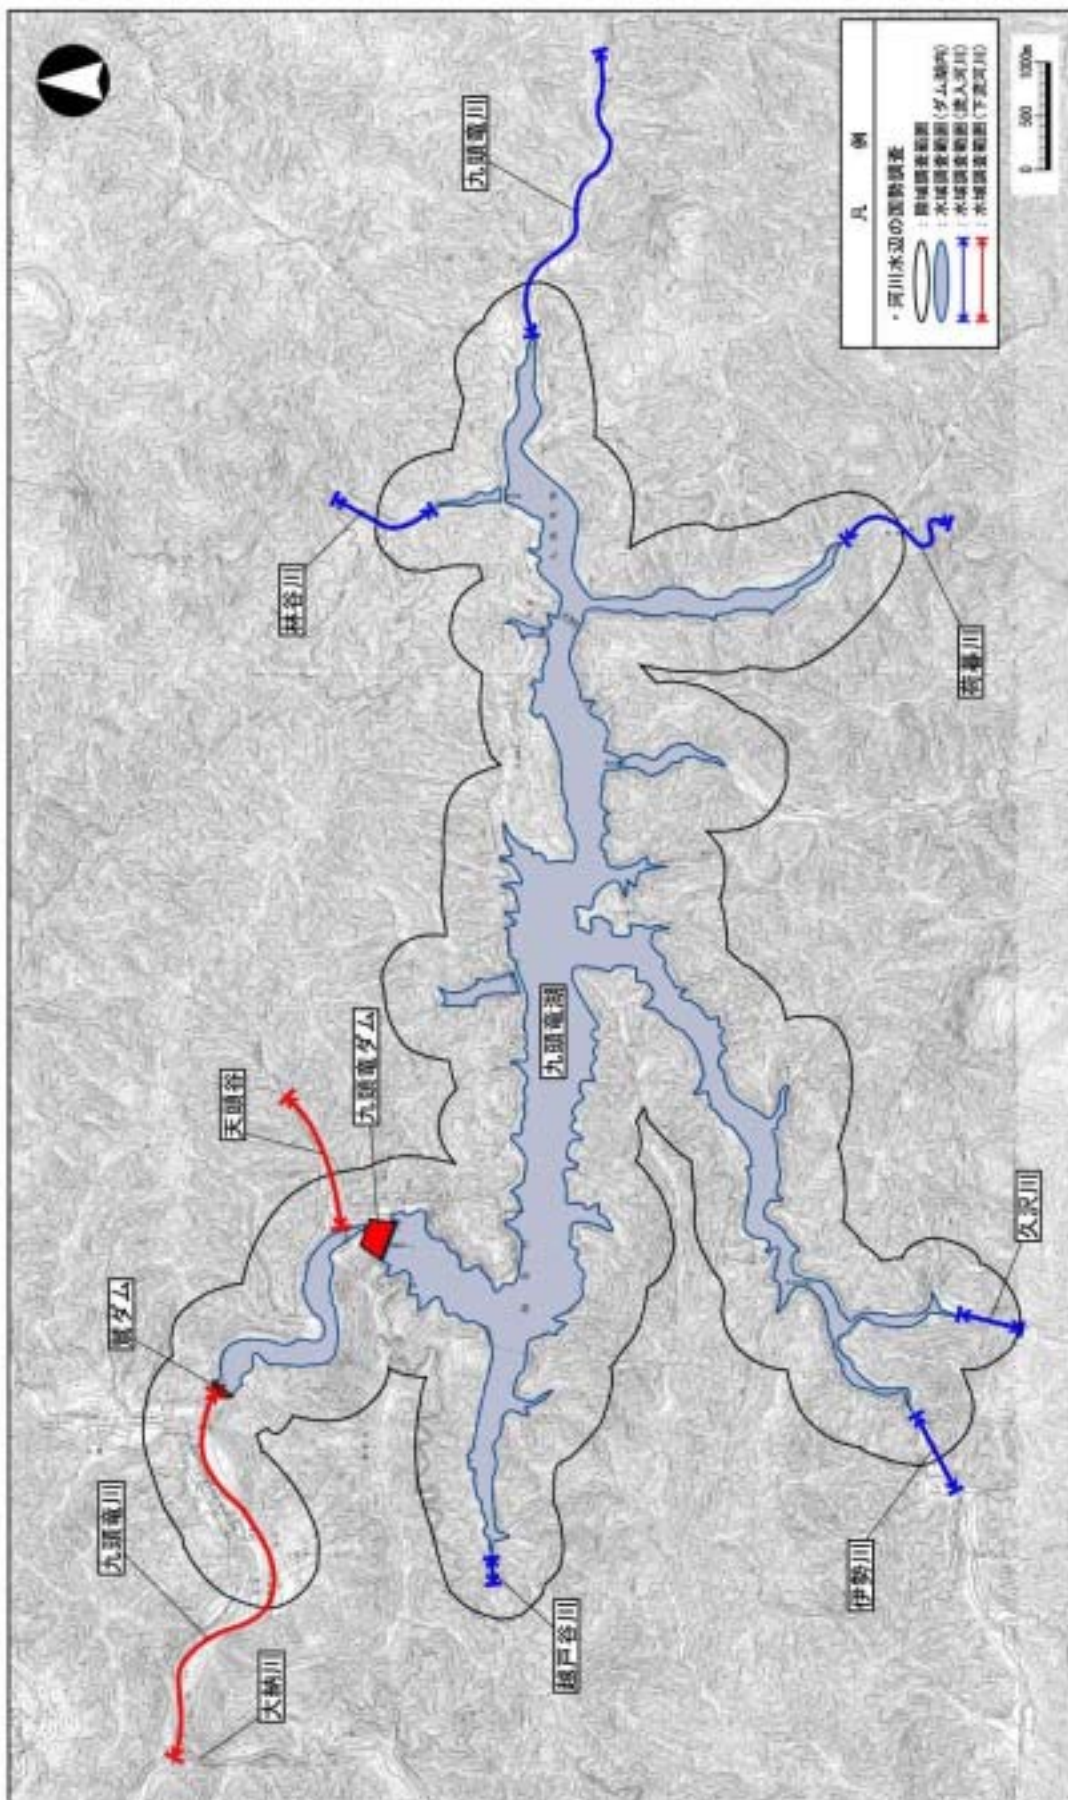 九頭竜川
大納川
鷲ダム
天頭谷
九頭竜ダム
越戸谷川
九頭竜湖
林谷川
九頭竜川
伊勢川
久沢川
荷暮川
凡 例
・河川水辺の国勢調査
: 陸域調査範囲
: 水域調査範囲(ダム湖内)
: 水域調査範囲(流入河川)
: 水域調査範囲(下流河川)
0 500 1000m